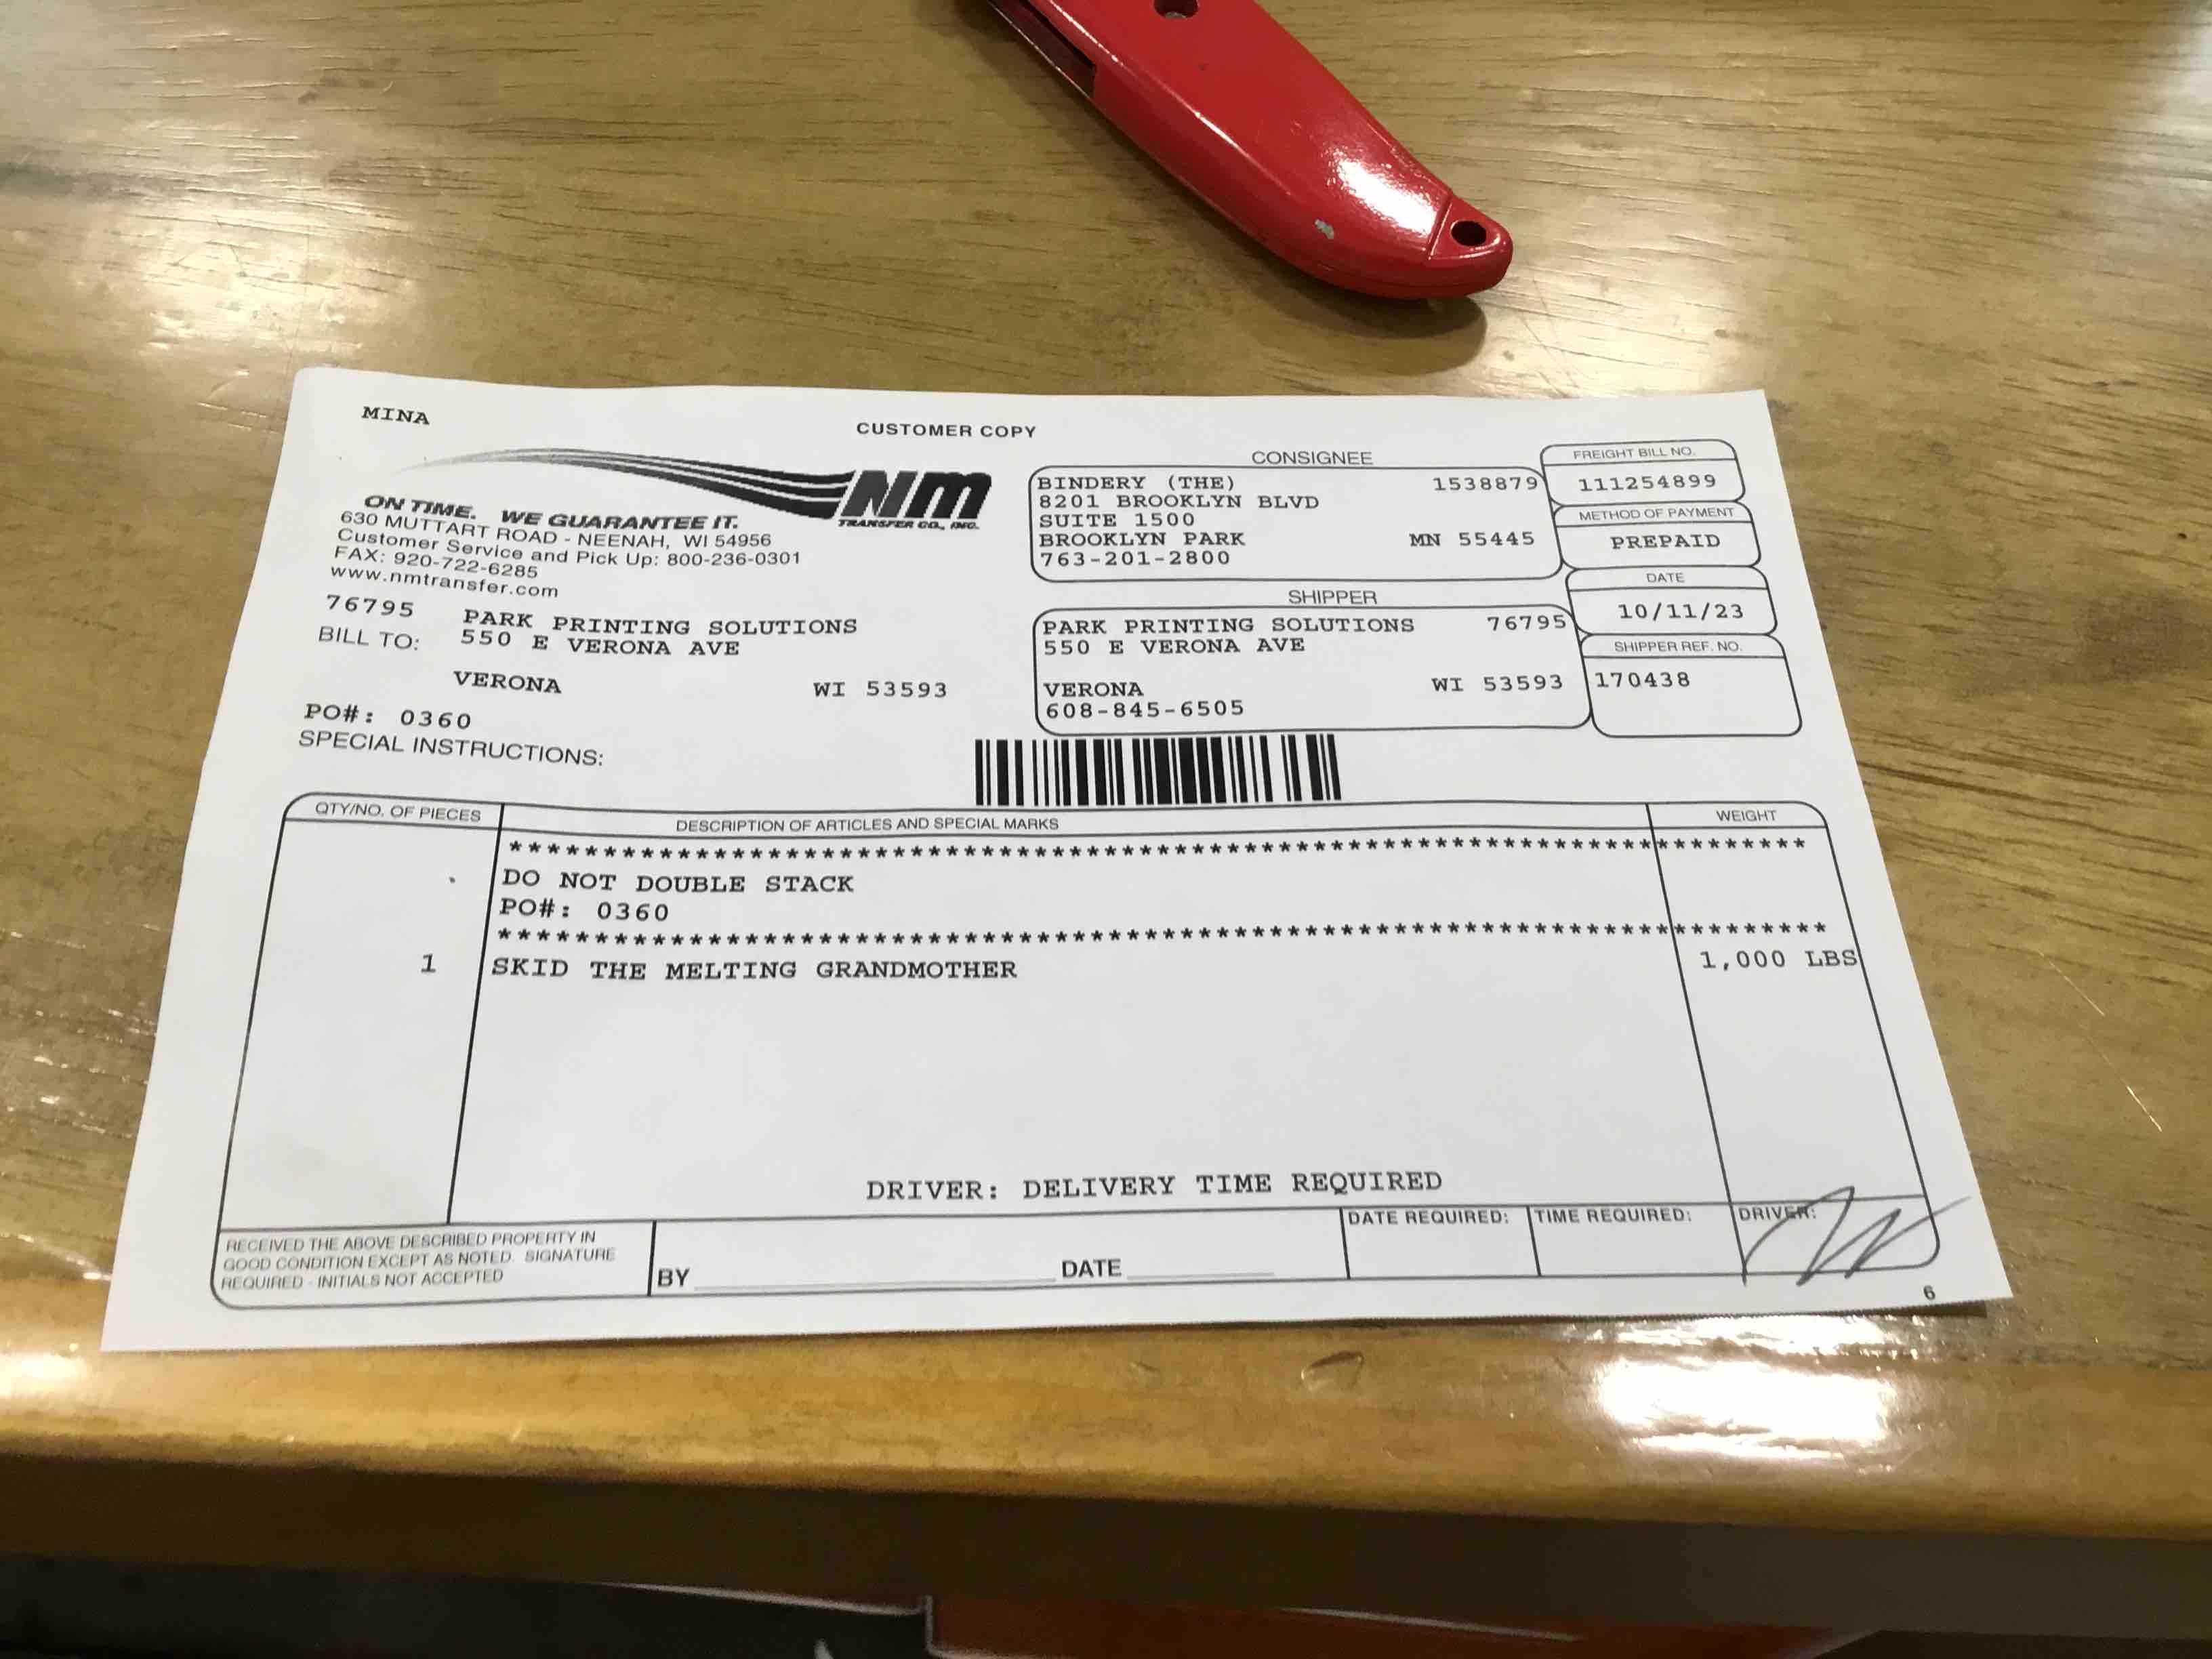 MINA
CUSTOMER COPY
NM
TRANSFER CO., INC.
ON TIME. WE GUARANTEE IT.
630 MUTTART ROAD - NEENAH, WI 54956
Customer Service and Pick Up: 800-236-0301
FAX: 920-722-6285
www.nmtransfer.com
76795 PARK PRINTING SOLUTIONS
BILL TO: 550 E VERONA AVE
VERONA WI 53593
PO#: 0360
SPECIAL INSTRUCTIONS:
CONSIGNEE
BINDERY (THE) 1538879
8201 BROOKLYN BLVD
SUITE 1500
BROOKLYN PARK MN 55445
763-201-2800
SHIPPER
PARK PRINTING SOLUTIONS 76795
550 E VERONA AVE
VERONA WI 53593
608-845-6505
FREIGHT BILL NO.
111254899
METHOD OF PAYMENT
PREPAID
DATE
10/11/23
SHIPPER REF. NO.
170438
QTY/NO. OF PIECES DESCRIPTION OF ARTICLES AND SPECIAL MARKS WEIGHT
**********************************************************************
DO NOT DOUBLE STACK
PO#: 0360
**********************************************************************
1 SKID THE MELTING GRANDMOTHER 1,000 LBS
DRIVER: DELIVERY TIME REQUIRED
RECEIVED THE ABOVE DESCRIBED PROPERTY IN
GOOD CONDITION EXCEPT AS NOTED. SIGNATURE
REQUIRED - INITIALS NOT ACCEPTED
BY DATE
DATE REQUIRED: TIME REQUIRED: DRIVER:
6